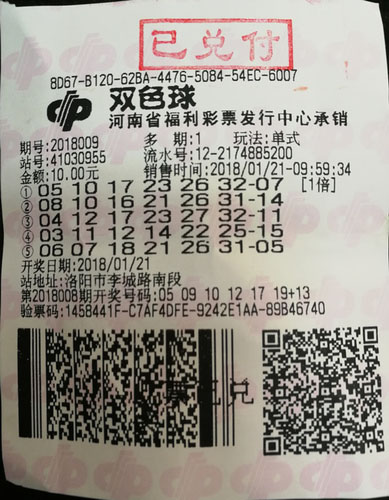 已兑付
8D67-B120-62BA-4476-5084-54EC-6007
双色球
河南省福利彩票发行中心承销
期号:2018009 多 期:1 玩法:单式
站号:41030955 流水号:12-2174885200
金额:10.00元 销售时间:2018/01/21-09:59:34
① 05 10 17 23 26 32-07 [1倍]
② 08 10 16 21 26 31-14
③ 04 12 17 23 27 32-11
④ 03 11 12 14 22 25-15
⑤ 06 07 18 21 26 31-05
开奖日期:2018/01/21
站地址:洛阳市李城路南段
第2018008期开奖号码:05 09 10 12 17 19+13
验票码:1458441F-C7AF4DFE-9242E1AA-89B46740
票已兑